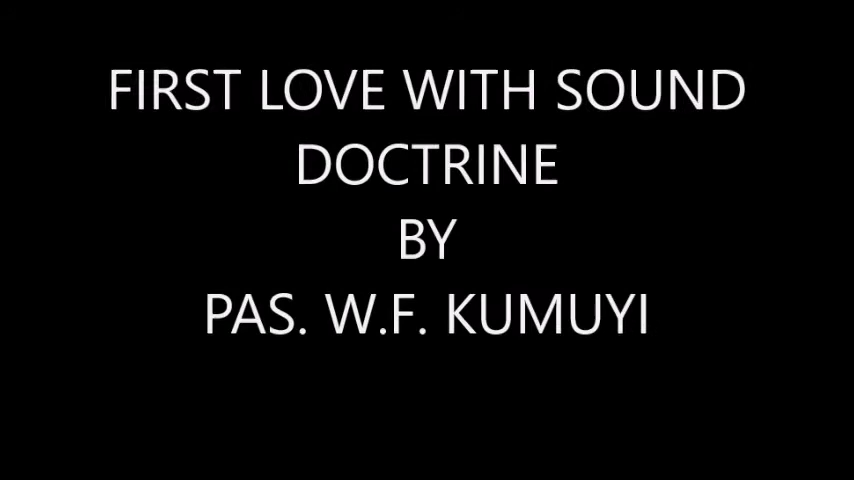 FIRST LOVE WITH SOUND
DOCTRINE
BY
PAS. W.F. KUMUYI